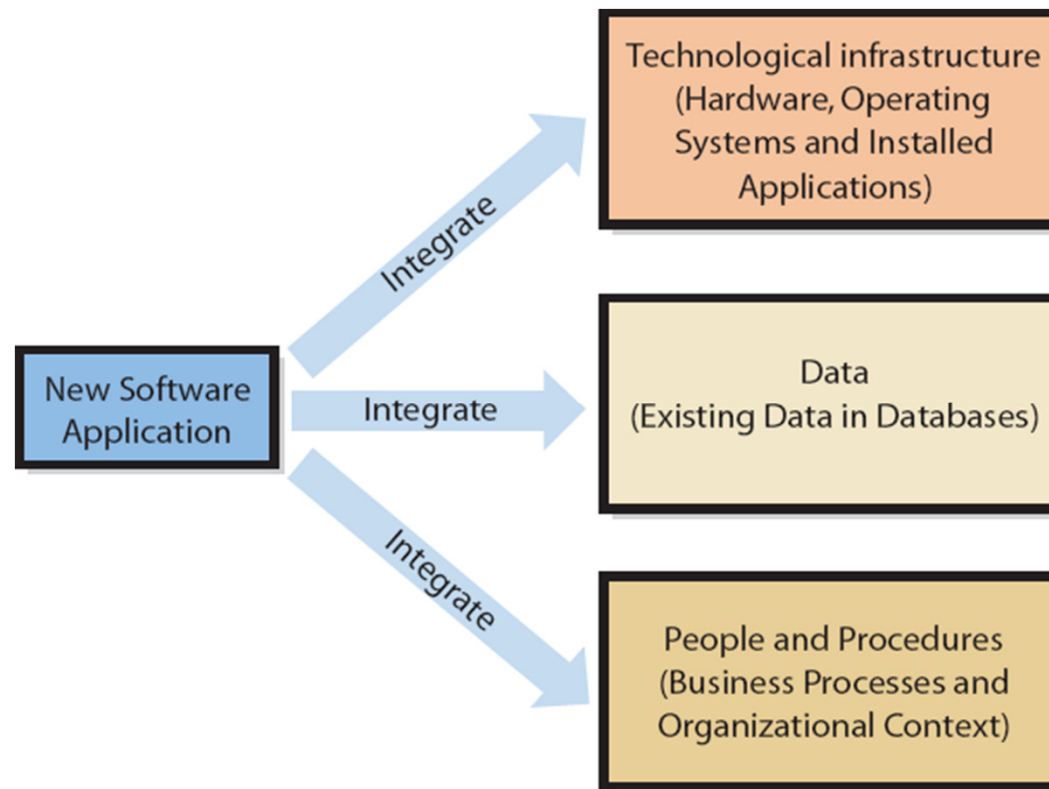 Technological infrastructure
(Hardware, Operating
Systems and Installed
Applications)
Integrate
New Software
Application
Integrate
Data
(Existing Data in Databases)
Integrate
People and Procedures
(Business Processes and
Organizational Context)